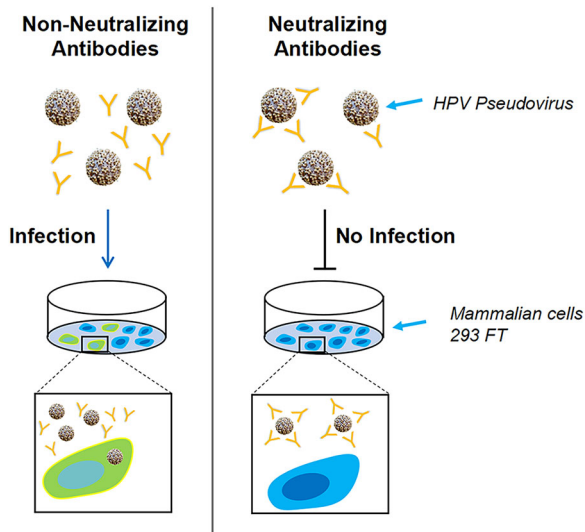 Non-Neutralizing
Antibodies
Neutralizing
Antibodies
HPV Pseudovirus
Infection
No Infection
Mammalian cells
293 FT